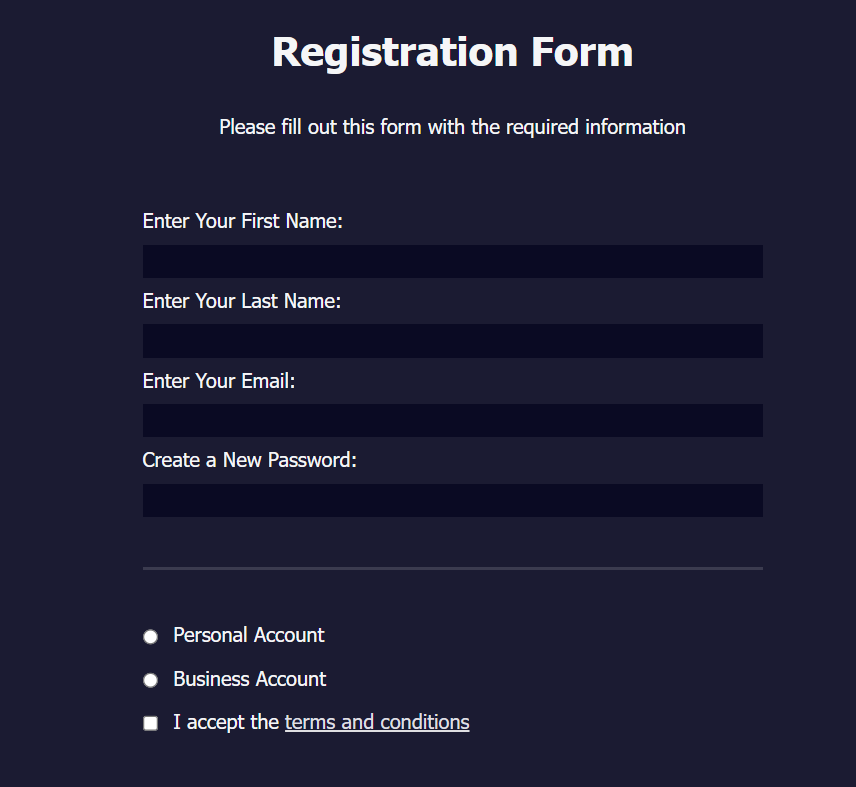 Registration Form
Please fill out this form with the required information
Enter Your First Name:
Enter Your Last Name:
Enter Your Email:
Create a New Password:
Personal Account
Business Account
I accept the terms and conditions